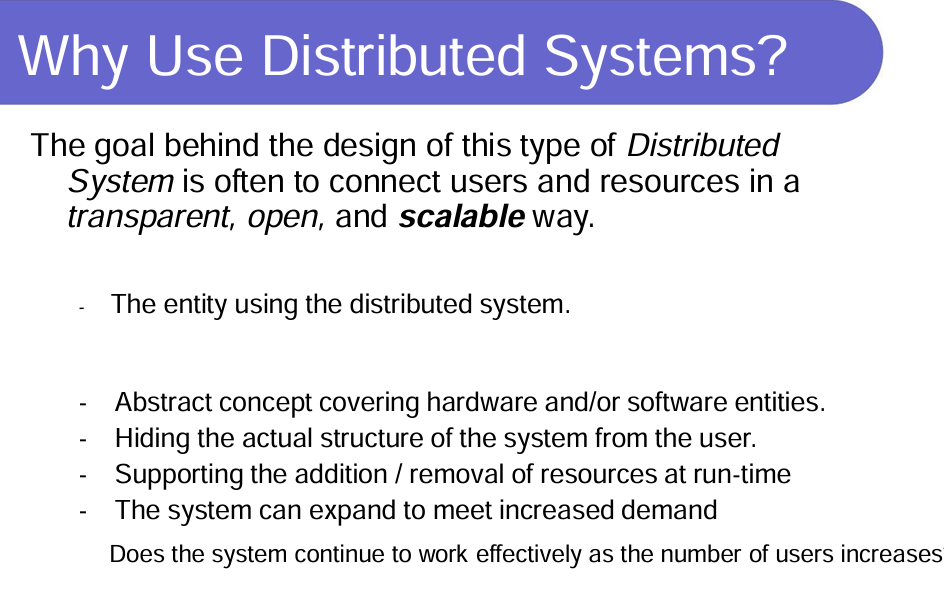 Why Use Distributed Systems?
The goal behind the design of this type of Distributed
System is often to connect users and resources in a
transparent, open, and scalable way.
- The entity using the distributed system.
- Abstract concept covering hardware and/or software entities.
- Hiding the actual structure of the system from the user.
- Supporting the addition / removal of resources at run-time
- The system can expand to meet increased demand
Does the system continue to work effectively as the number of users increases